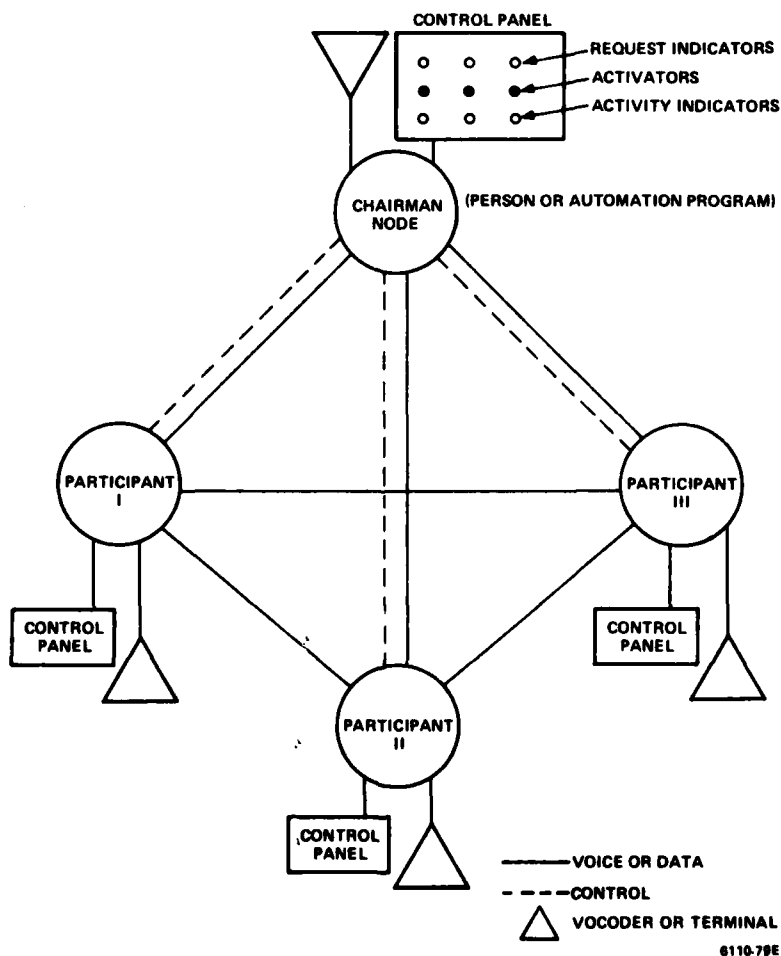 CONTROL PANEL
REQUEST INDICATORS
ACTIVATORS
ACTIVITY INDICATORS
CHAIRMAN
NODE
(PERSON OR AUTOMATION PROGRAM)
PARTICIPANT
I
PARTICIPANT
III
CONTROL
PANEL
CONTROL
PANEL
PARTICIPANT
II
CONTROL
PANEL
VOICE OR DATA
CONTROL
VOCODER OR TERMINAL
6110-79E